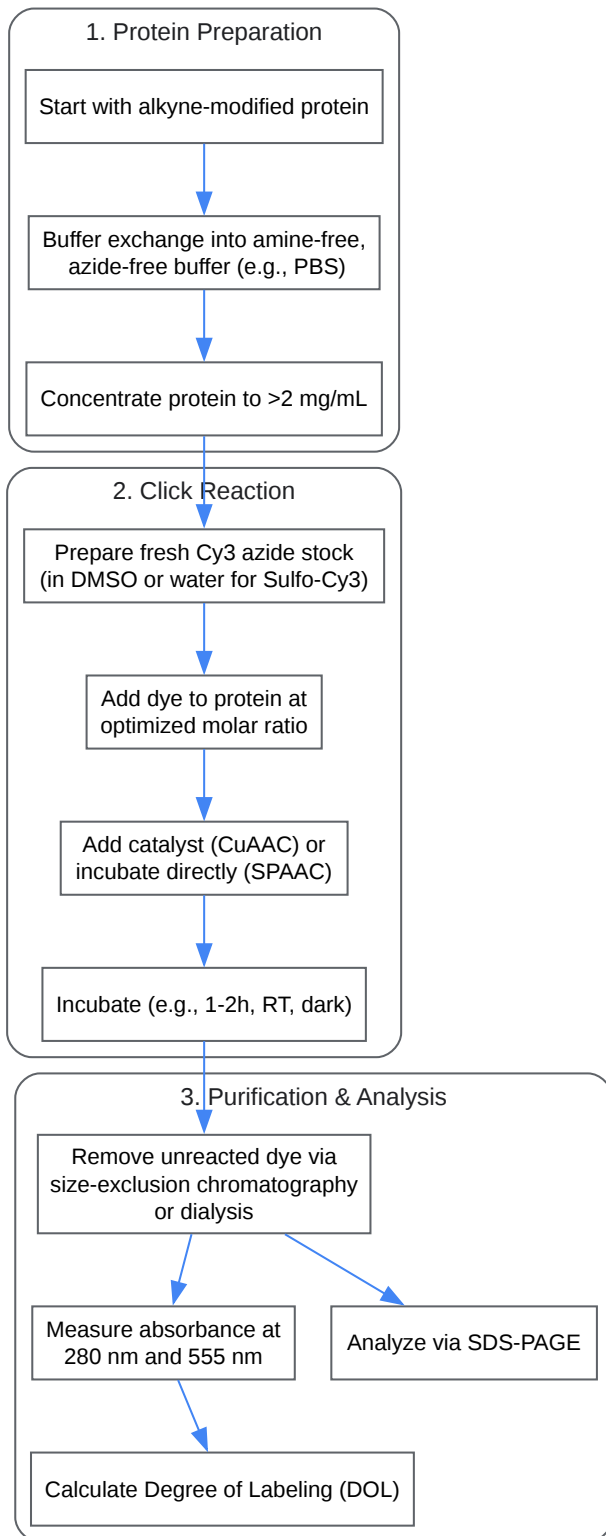 1. Protein Preparation
Start with alkyne-modified protein
Buffer exchange into amine-free,
azide-free buffer (e.g., PBS)
Concentrate protein to >2 mg/mL
2. Click Reaction
Prepare fresh Cy3 azide stock
(in DMSO or water for Sulfo-Cy3)
Add dye to protein at
optimized molar ratio
Add catalyst (CuAAC) or
incubate directly (SPAAC)
Incubate (e.g., 1-2h, RT, dark)
3. Purification & Analysis
Remove unreacted dye via
size-exclusion chromatography
or dialysis
Measure absorbance at
280 nm and 555 nm
Analyze via SDS-PAGE
Calculate Degree of Labeling (DOL)